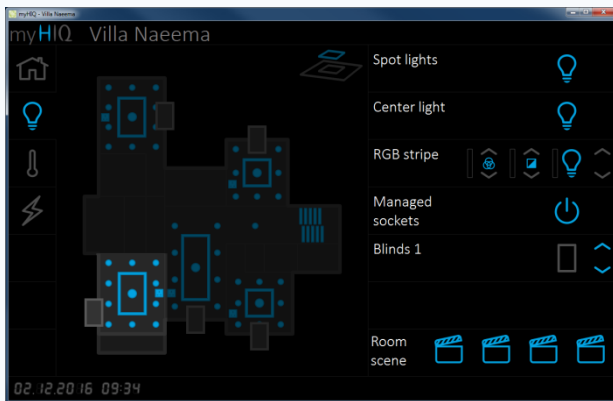 myHIQ - Villa Naeema
myHIQ Villa Naeema
Spot lights
Center light
RGB stripe
Managed
sockets
Blinds 1
Room
scene
02.12.2016 09:34